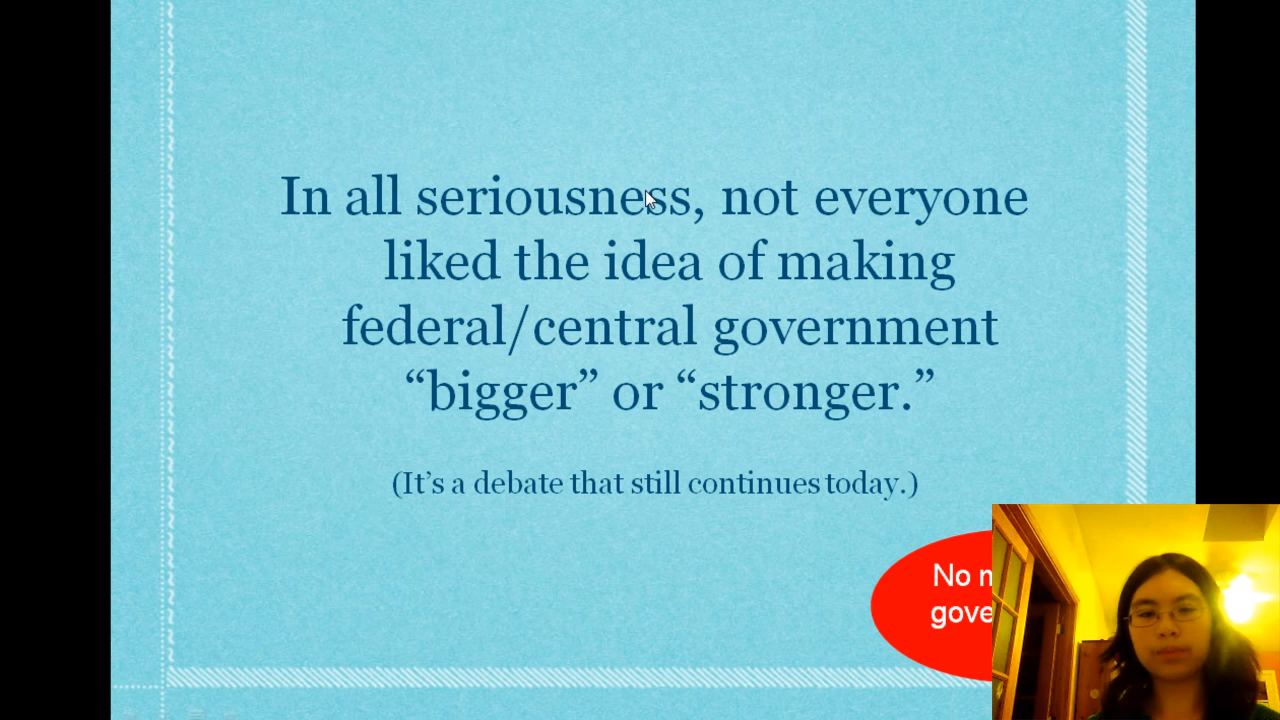 In all seriousness, not everyone
liked the idea of making
federal/central government
“bigger” or “stronger.”
(It’s a debate that still continues today.)
No